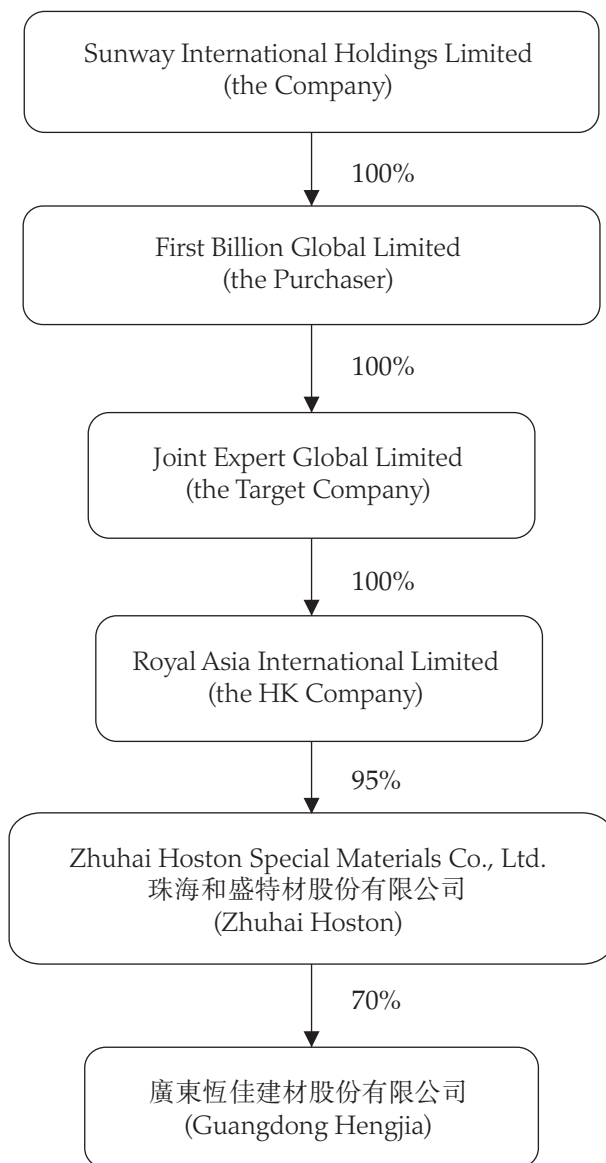 Sunway International Holdings Limited
(the Company)
100%
First Billion Global Limited
(the Purchaser)
100%
Joint Expert Global Limited
(the Target Company)
100%
Royal Asia International Limited
(the HK Company)
95%
Zhuhai Hoston Special Materials Co., Ltd.
珠海和盛特材股份有限公司
(Zhuhai Hoston)
70%
廣東恆佳建材股份有限公司
(Guangdong Hengjia)